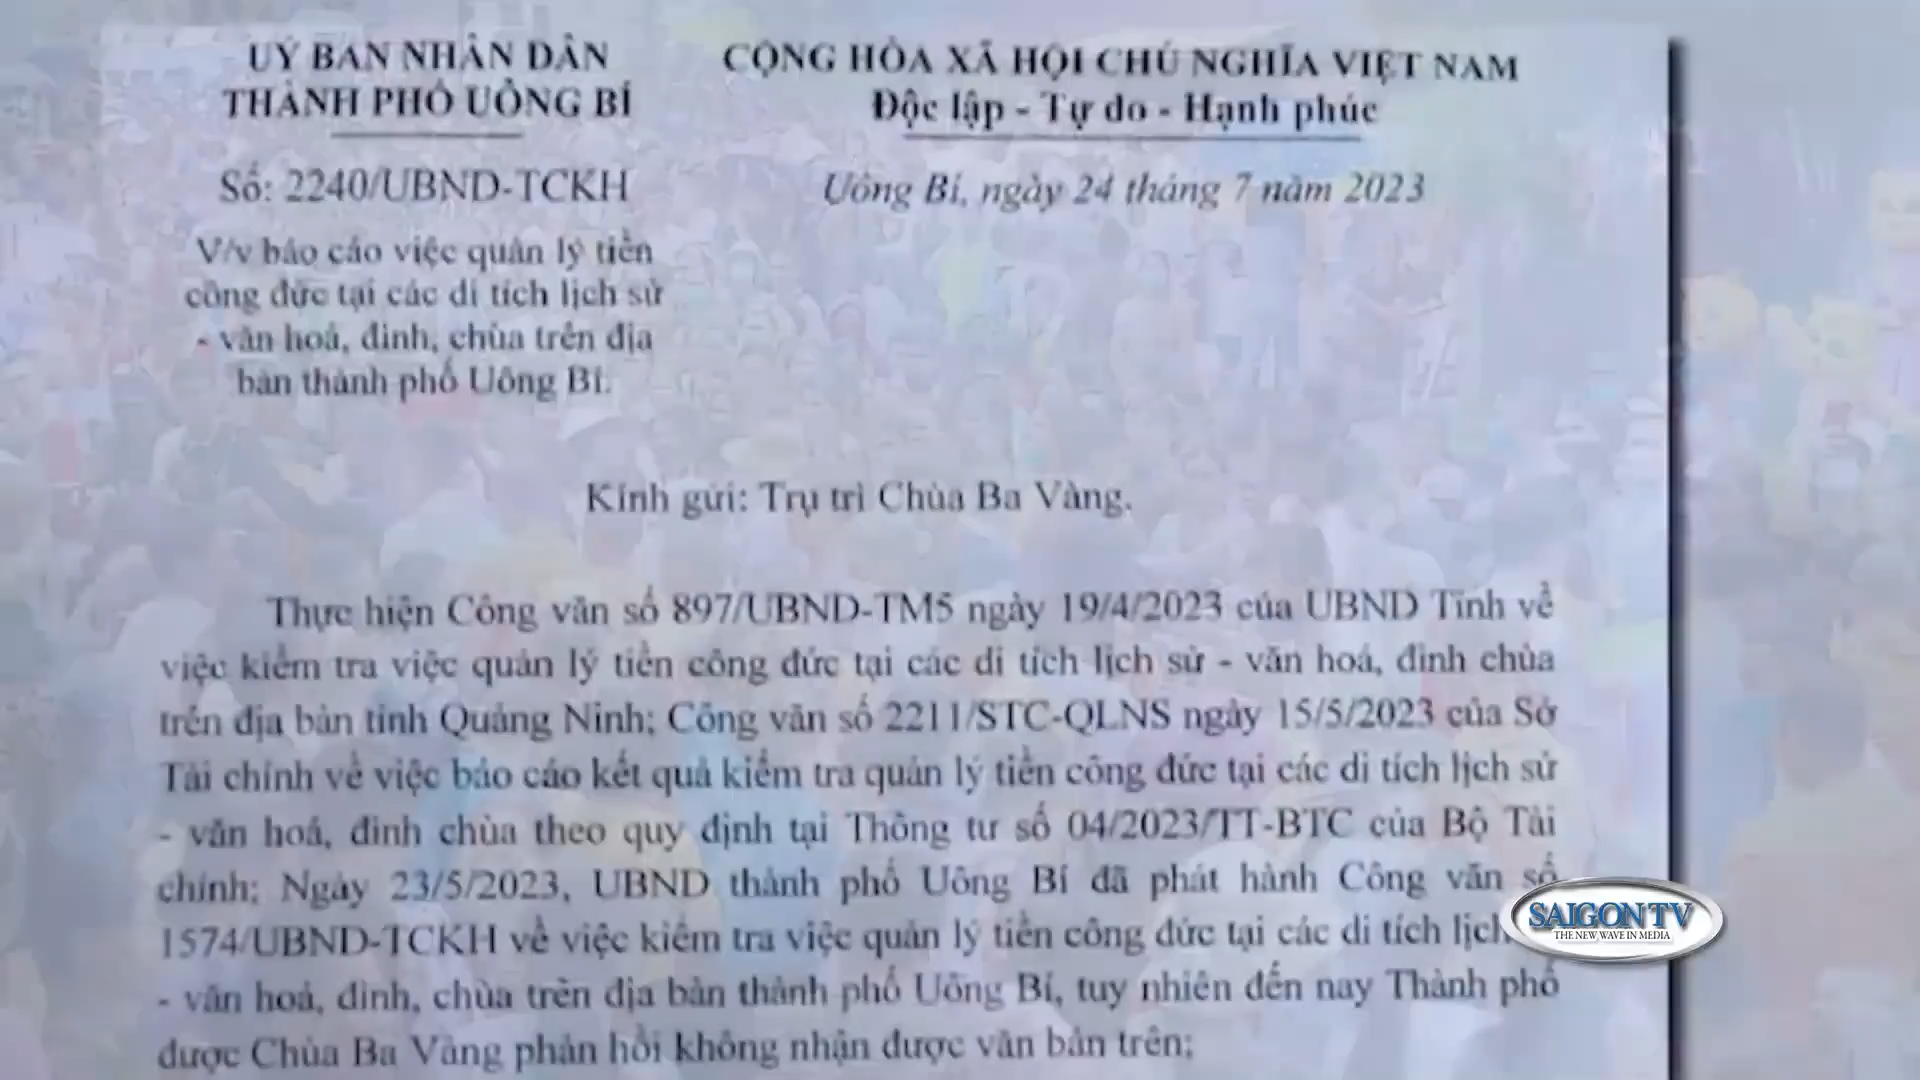 UỶ BAN NHÂN DÂN
THÀNH PHỐ UÔNG BÍ
CỘNG HÒA XÃ HỘI CHỦ NGHĨA VIỆT NAM
Độc lập - Tự do - Hạnh phúc
Số: 2240/UBND-TCKH
Uông Bí, ngày 24 tháng 7 năm 2023
V/v báo cáo việc quản lý tiền
công đức tại các di tích lịch sử
- văn hoá, đình, chùa trên địa
bàn thành phố Uông Bí.
Kính gửi: Trụ trì Chùa Ba Vàng.
Thực hiện Công văn số 897/UBND-TM5 ngày 19/4/2023 của UBND Tỉnh về
việc kiểm tra việc quản lý tiền công đức tại các di tích lịch sử - văn hoá, đình chùa
trên địa bàn tỉnh Quảng Ninh; Công văn số 2211/STC-QLNS ngày 15/5/2023 của Sở
Tài chính về việc báo cáo kết quả kiểm tra quản lý tiền công đức tại các di tích lịch sử
- văn hoá, đình chùa theo quy định tại Thông tư số 04/2023/TT-BTC của Bộ Tài
chính; Ngày 23/5/2023, UBND thành phố Uông Bí đã phát hành Công văn số
1574/UBND-TCKH về việc kiểm tra việc quản lý tiền công đức tại các di tích lịch
- văn hoá, đình, chùa trên địa bàn thành phố Uông Bí, tuy nhiên đến nay Thành phố
được Chùa Ba Vàng phản hồi không nhận được văn bản trên;
SAIGON TV
THE NEW WAVE IN MEDIA